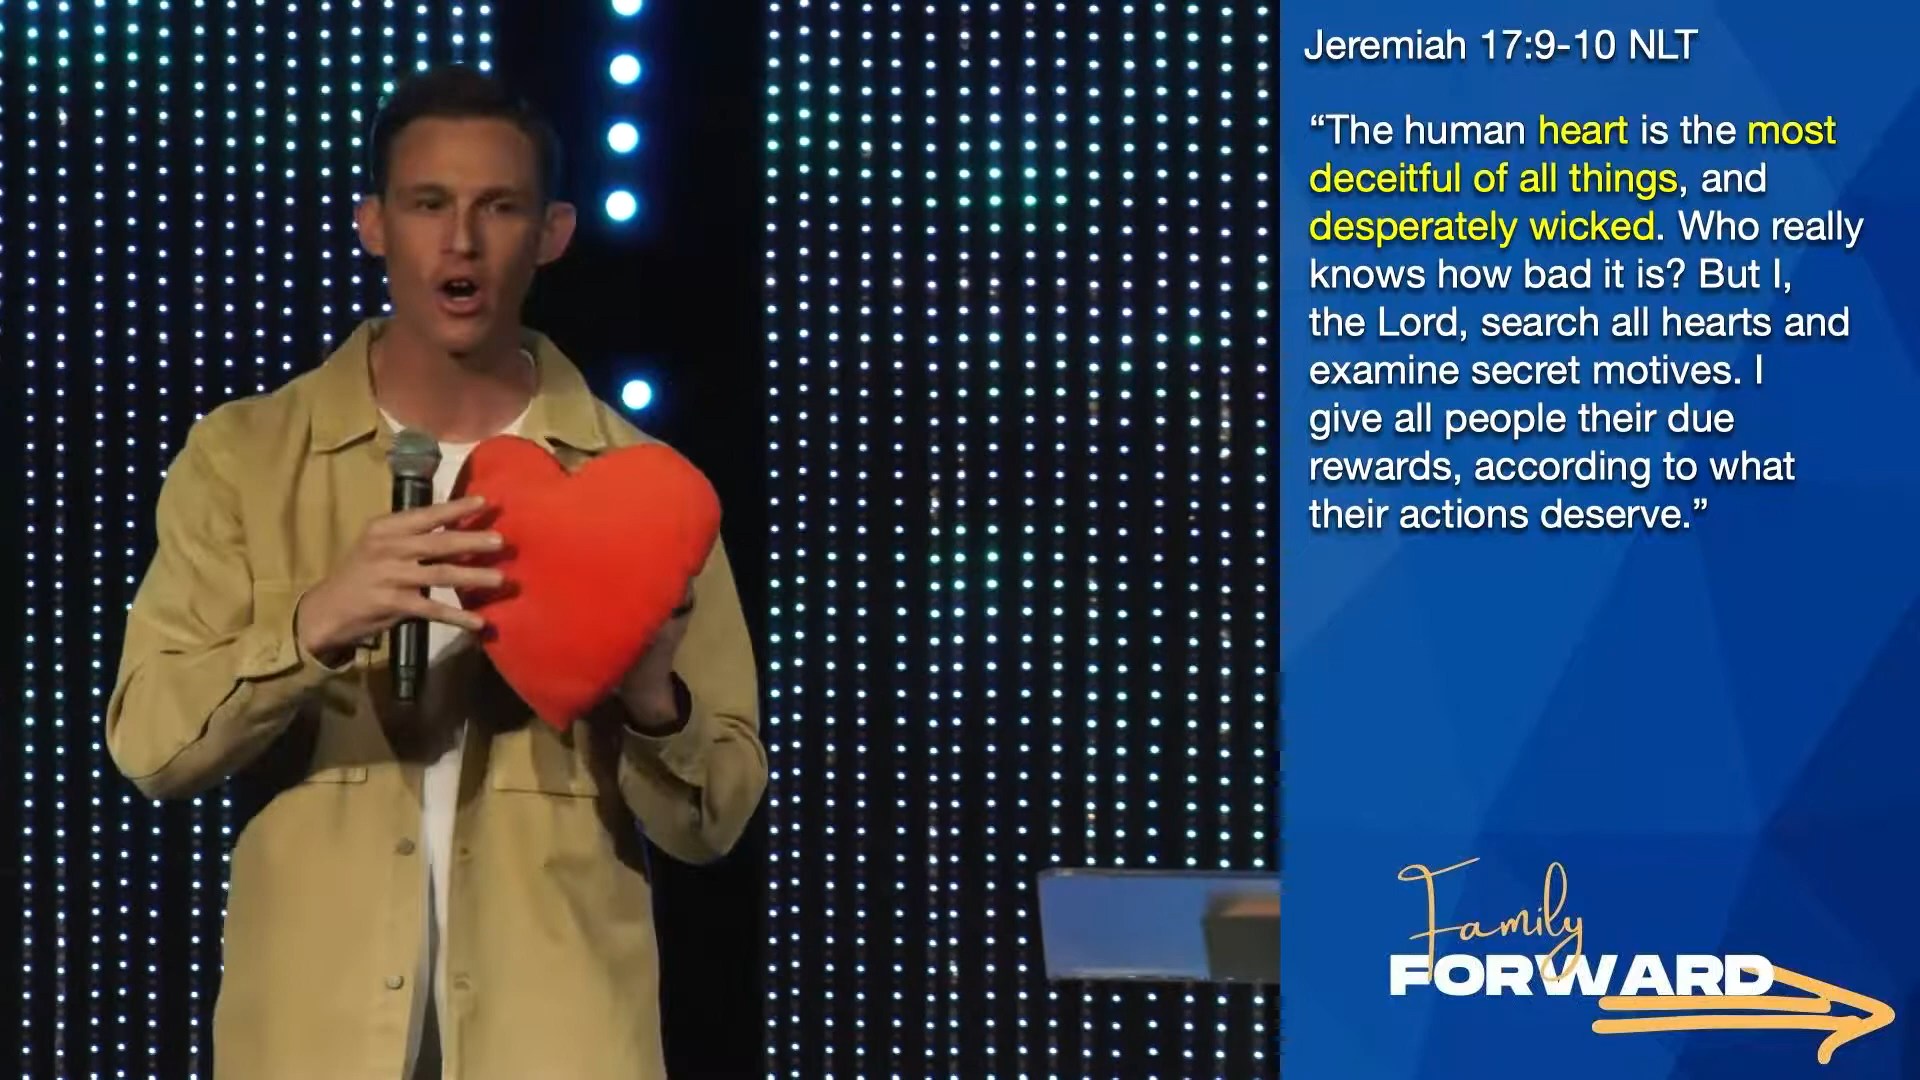 Jeremiah 17:9-10 NLT
“The human heart is the most
deceitful of all things, and
desperately wicked. Who really
knows how bad it is? But I,
the Lord, search all hearts and
examine secret motives. I
give all people their due
rewards, according to what
their actions deserve.”
Family
FORWARD